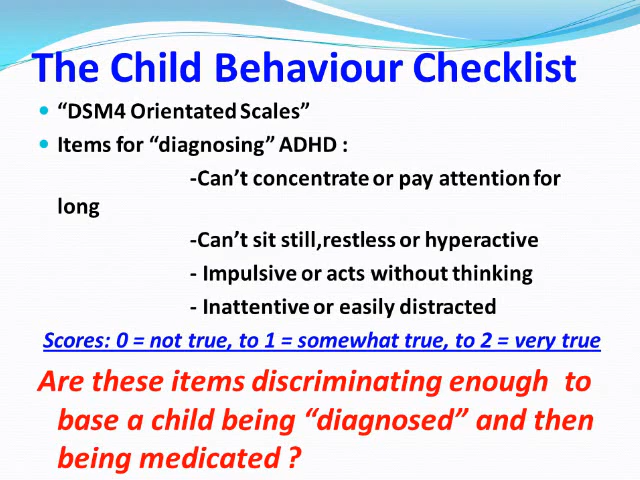 The Child Behaviour Checklist
“DSM4 Orientated Scales”
Items for “diagnosing” ADHD :
-Can’t concentrate or pay attention for
long
-Can’t sit still,restless or hyperactive
- Impulsive or acts without thinking
- Inattentive or easily distracted
Scores: 0 = not true, to 1 = somewhat true, to 2 = very true
Are these items discriminating enough to
base a child being “diagnosed” and then
being medicated ?